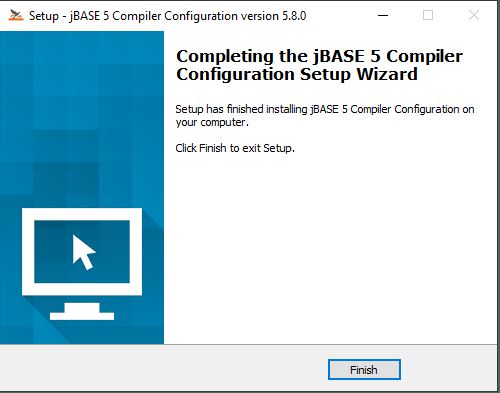 Setup - jBASE 5 Compiler Configuration version 5.8.0
Completing the jBASE 5 Compiler
Configuration Setup Wizard
Setup has finished installing jBASE 5 Compiler Configuration on
your computer.
Click Finish to exit Setup.
Finish